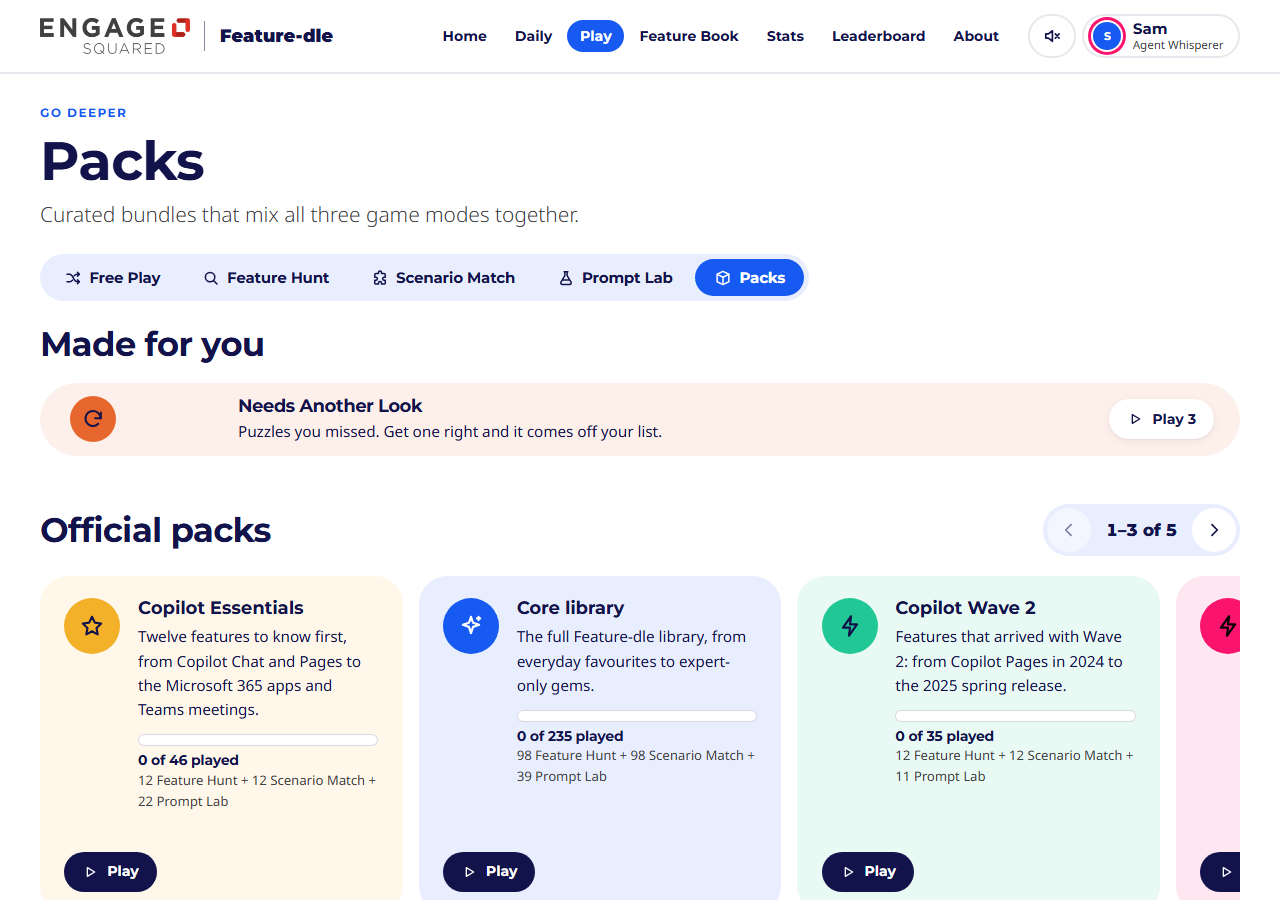 ENGAGE
SQUARED
Feature-dle
Home
Daily
Play
Feature Book
Stats
Leaderboard
About
S
Sam
Agent Whisperer
GO DEEPER
Packs
Curated bundles that mix all three game modes together.
Free Play
Feature Hunt
Scenario Match
Prompt Lab
Packs
Made for you
Needs Another Look
Puzzles you missed. Get one right and it comes off your list.
Play 3
Official packs
1–3 of 5
Copilot Essentials
Twelve features to know first,
from Copilot Chat and Pages to
the Microsoft 365 apps and
Teams meetings.
0 of 46 played
12 Feature Hunt + 12 Scenario Match +
22 Prompt Lab
Play
Core library
The full Feature-dle library, from
everyday favourites to expert-
only gems.
0 of 235 played
98 Feature Hunt + 98 Scenario Match +
39 Prompt Lab
Play
Copilot Wave 2
Features that arrived with Wave
2: from Copilot Pages in 2024 to
the 2025 spring release.
0 of 35 played
12 Feature Hunt + 12 Scenario Match +
11 Prompt Lab
Play